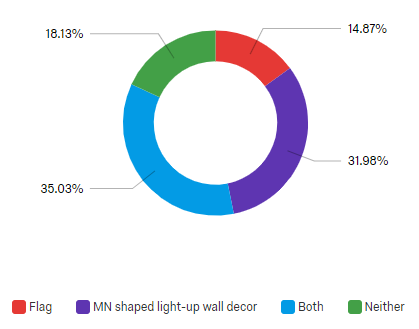 14.87%
18.13%
31.98%
35.03%
Flag MN shaped light-up wall decor Both Neither